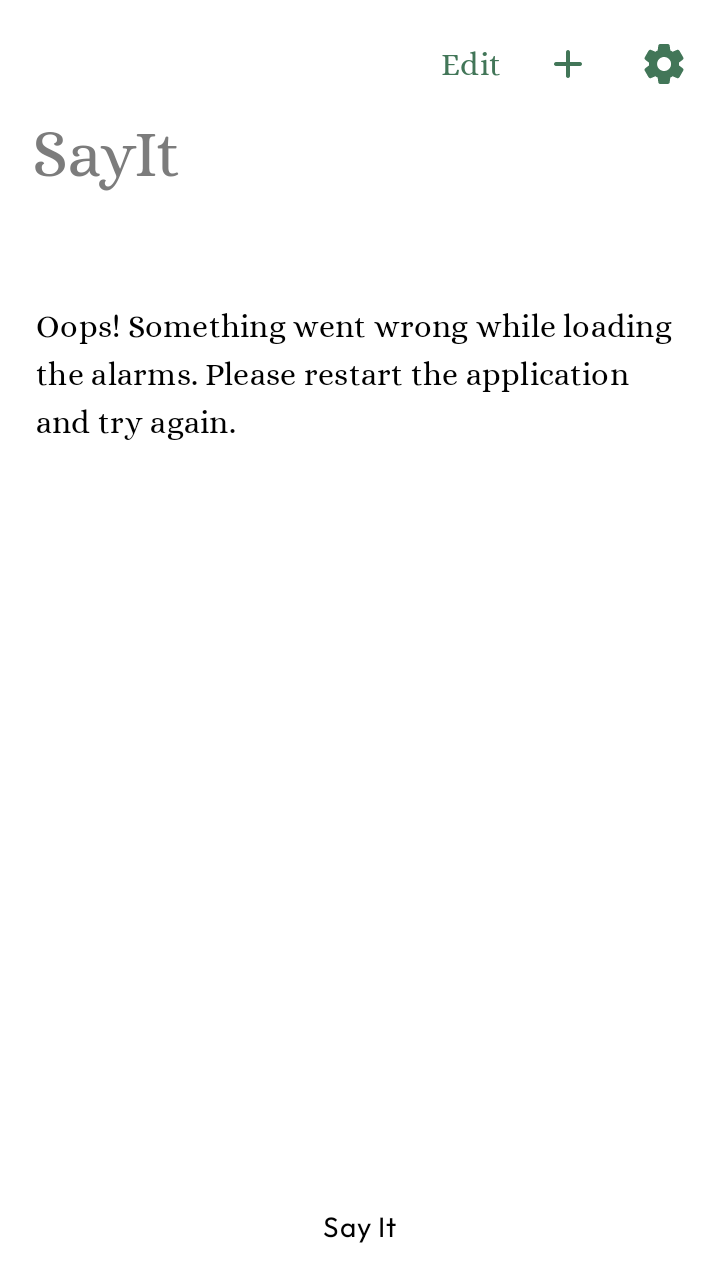 Edit
SayIt
Oops! Something went wrong while loading
the alarms. Please restart the application
and try again.
Say It